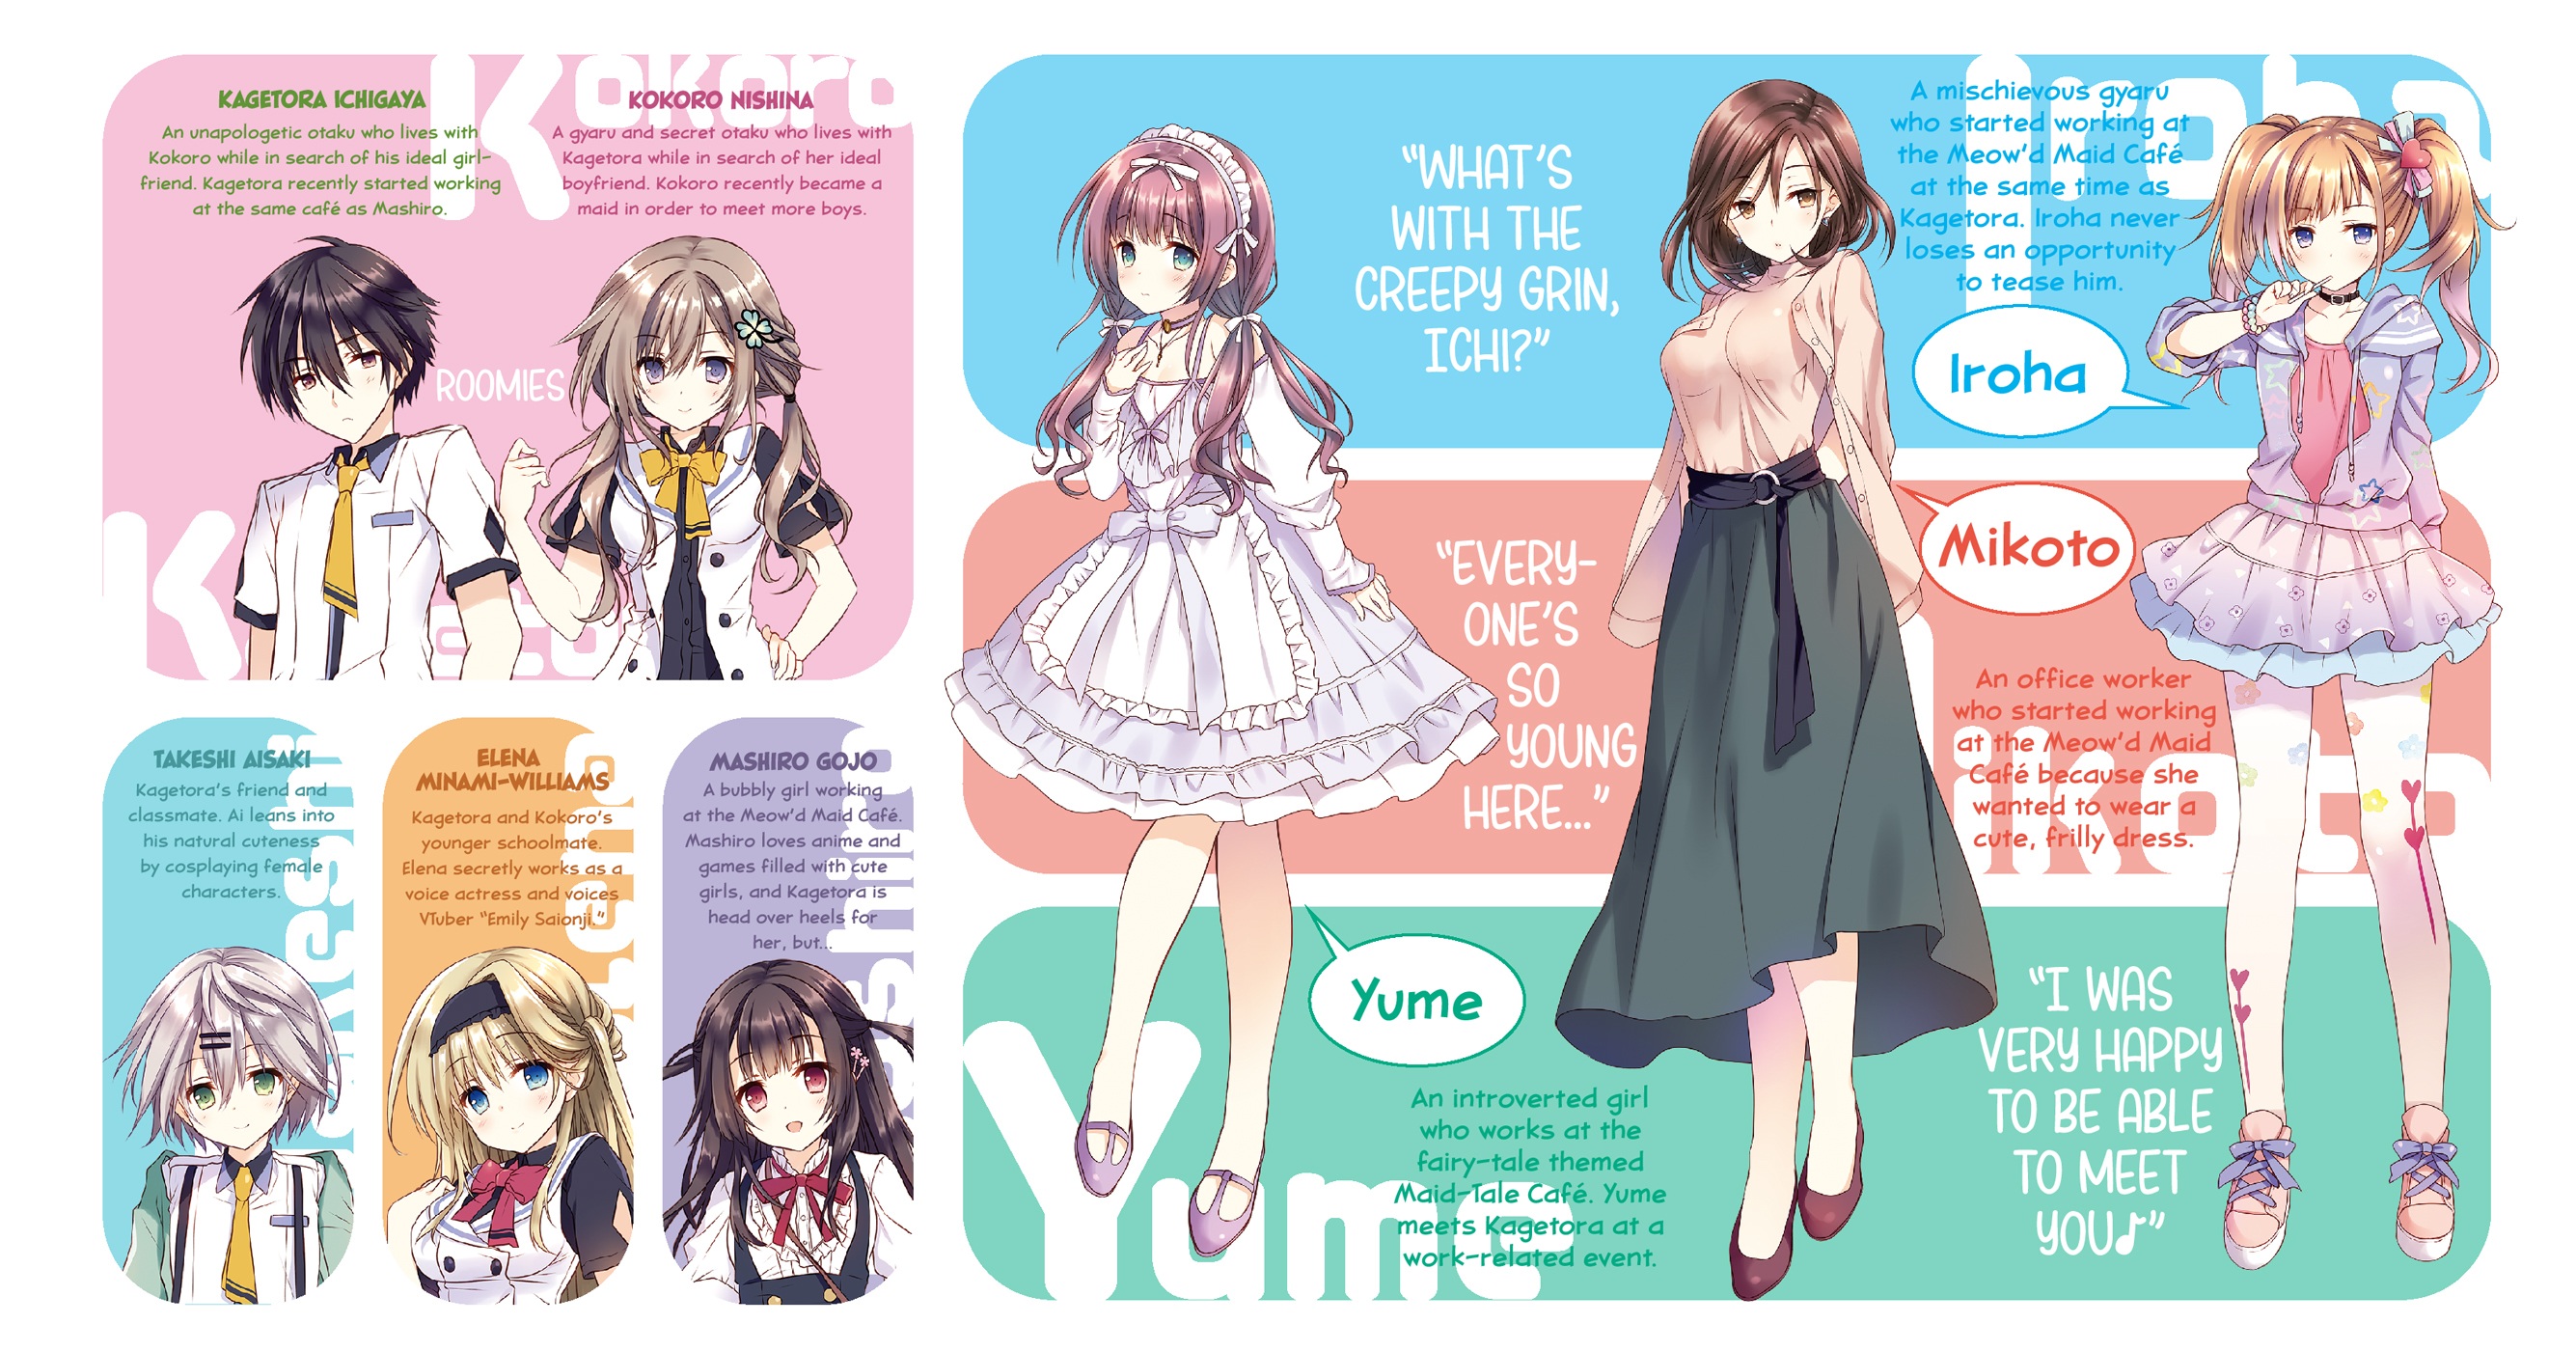 Kokoro
KAGETORA ICHIGAYA
An unapologetic otaku who lives with
Kokoro while in search of his ideal girl-
friend. Kagetora recently started working
at the same café as Mashiro.
KOKORO NISHINA
A gyaru and secret otaku who lives with
Kagetora while in search of her ideal
boyfriend. Kokoro recently became a
maid in order to meet more boys.
ROOMIES
TAKESHI AISAKI
Kagetora's friend and
classmate. Ai leans into
his natural cuteness
by cosplaying female
characters.
ELENA
MINAMI-WILLIAMS
Kagetora and Kokoro's
younger schoolmate.
Elena secretly works as a
voice actress and voices
VTuber "Emily Saionji."
MASHIRO GOJO
A bubbly girl working
at the Meow'd Maid Café.
Mashiro loves anime and
games filled with cute
girls, and Kagetora is
head over heels for
her, but...
"WHAT'S
WITH THE
CREEPY GRIN,
ICHI?"
Iroha
A mischievous gyaru
who started working at
the Meow'd Maid Café
at the same time as
Kagetora. Iroha never
loses an opportunity
to tease him.
Iroha
"EVERY-
ONE'S
SO
YOUNG
HERE..."
Mikoto
An office worker
who started working
at the Meow'd Maid
Café because she
wanted to wear a
cute, frilly dress.
Yume
Yume
An introverted girl
who works at the
fairy-tale themed
Maid-Tale Café. Yume
meets Kagetora at a
work-related event.
"I WAS
VERY HAPPY
TO BE ABLE
TO MEET
YOU♪"